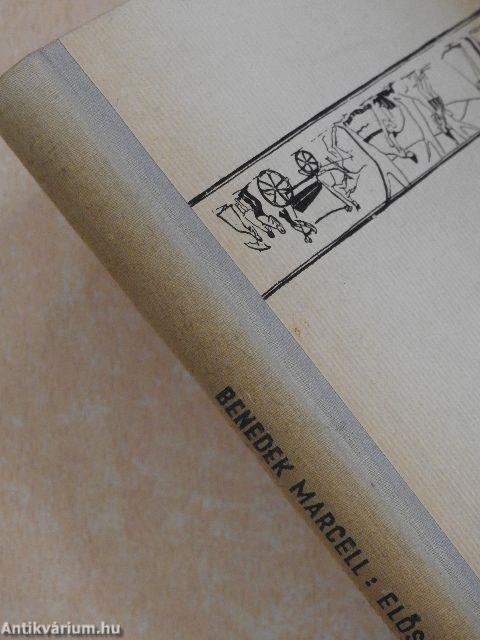 BENEDEK MARCELL: ELŐS
Antikvárium.hu